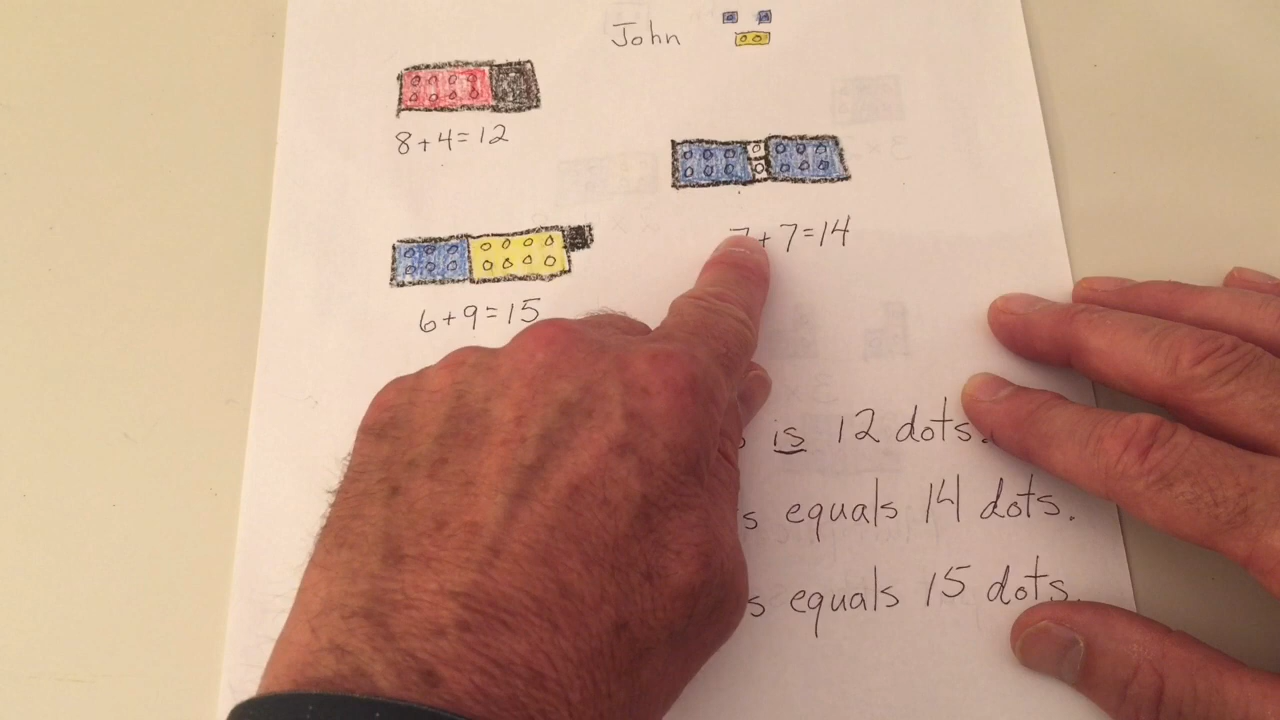 John
8+4=12
7+7=14
6+9=15
is 12 dots.
equals 14 dots.
equals 15 dots.